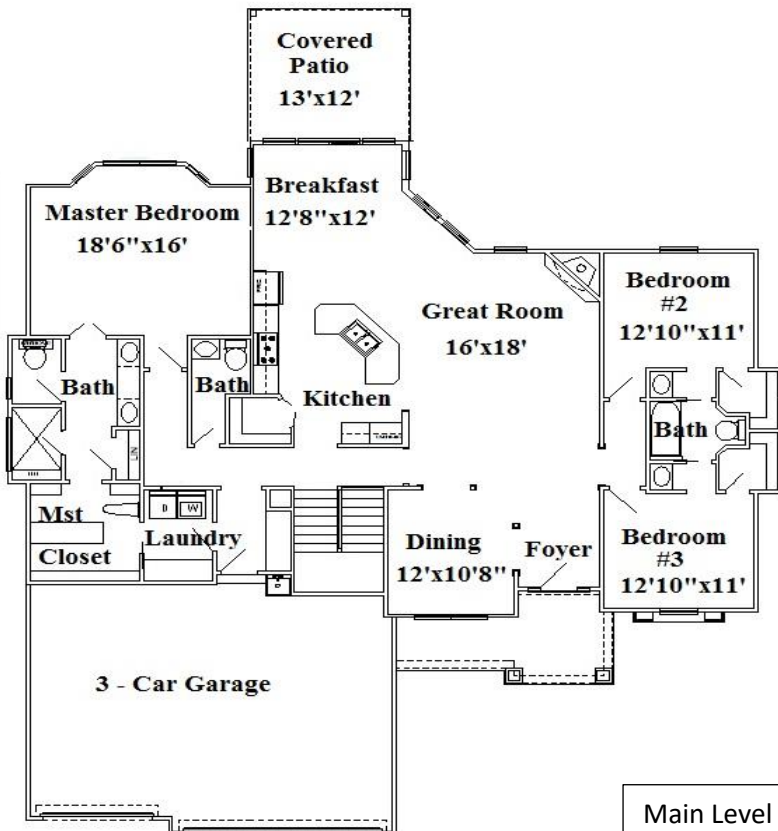 Covered
Patio
13'x12'
Breakfast
12'8"x12'
Master Bedroom
18'6"x16'
Bedroom
#2
12'10"x11'
Great Room
16'x18'
Bath
Bath
Kitchen
Bath
LIN
Mst
Closet
D
W
Laundry
Dining
12'x10'8"
Foyer
Bedroom
#3
12'10"x11'
3 - Car Garage
Main Level